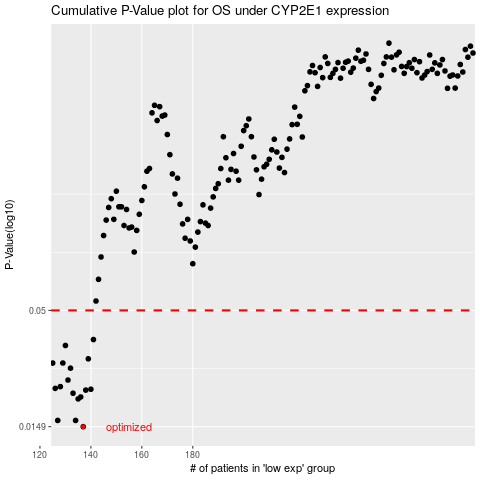 Cumulative P-Value plot for OS under CYP2E1 expression
P-Value(log10)
0.05
0.0149
optimized
120 140 160 180
# of patients in 'low exp' group